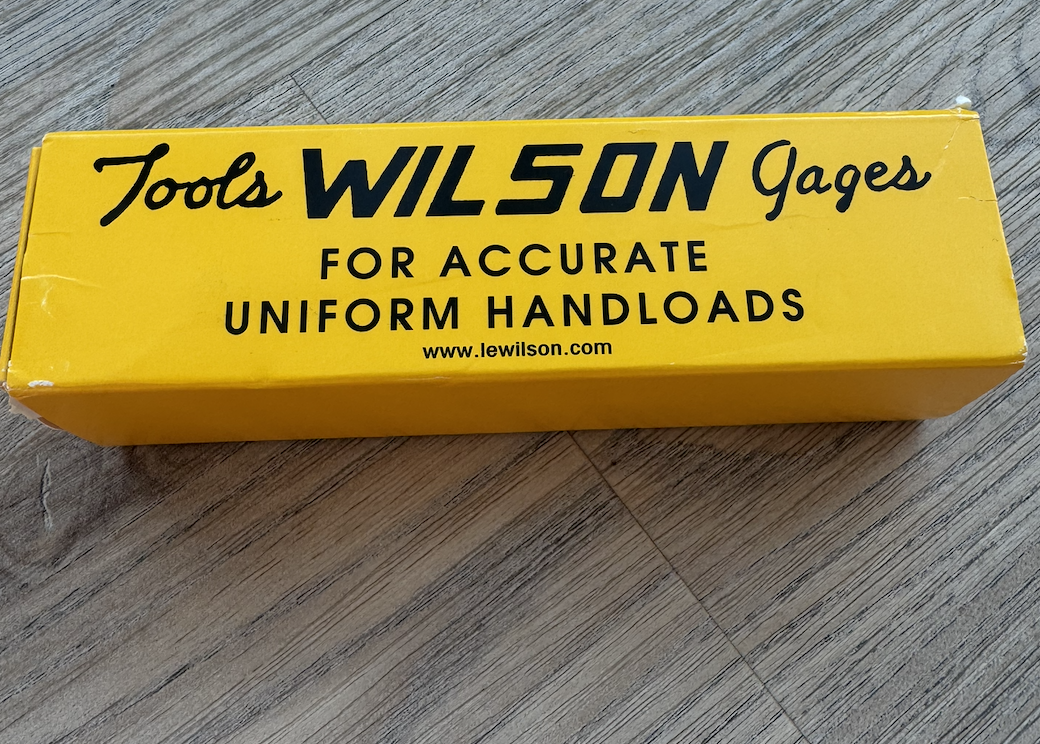 Tools WILSON Gages
FOR ACCURATE
UNIFORM HANDLOADS
www.lewilson.com